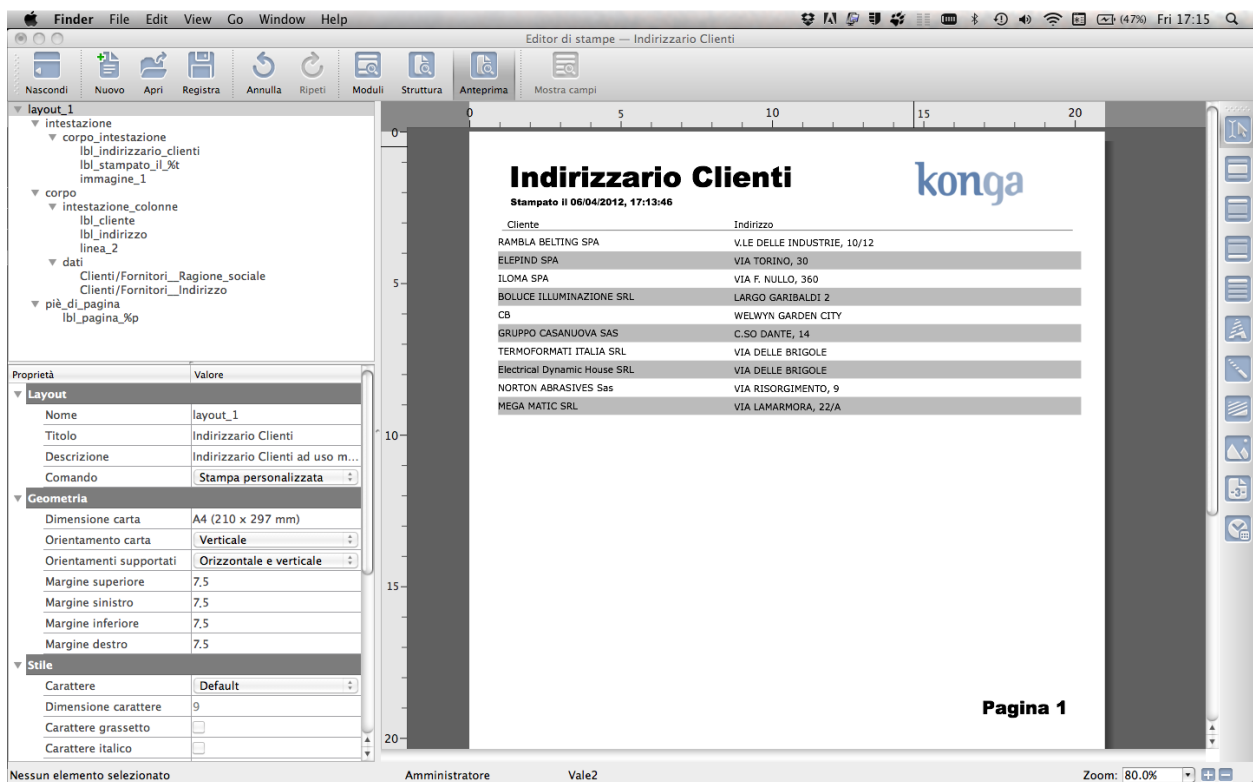 Finder File Edit View Go Window Help (47%) Fri 17:15
Editor di stampe — Indirizzario Clienti
Nascondi Nuovo Apri Registra Annulla Ripeti Moduli Struttura Anteprima Mostra campi
layout_1
intestazione
corpo_intestazione
lbl_indirizzario_clienti
lbl_stampato_il_%t
immagine_1
corpo
intestazione_colonne
lbl_cliente
lbl_indirizzo
linea_2
dati
Clienti/Fornitori__Ragione_sociale
Clienti/Fornitori__Indirizzo
piè_di_pagina
lbl_pagina_%p
Proprietà Valore
Layout
Nome layout_1
Titolo Indirizzario Clienti
Descrizione Indirizzario Clienti ad uso m...
Comando Stampa personalizzata
Geometria
Dimensione carta A4 (210 x 297 mm)
Orientamento carta Verticale
Orientamenti supportati Orizzontale e verticale
Margine superiore 7,5
Margine sinistro 7,5
Margine inferiore 7,5
Margine destro 7,5
Stile
Carattere Default
Dimensione carattere 9
Carattere grassetto
Carattere italico
0 5 10 15 20
0
5
10
15
20
Indirizzario Clienti
konga
Stampato il 06/04/2012, 17:13:46
Cliente Indirizzo
RAMBLA BELTING SPA V.LE DELLE INDUSTRIE, 10/12
ELEPIND SPA VIA TORINO, 30
ILOMA SPA VIA F. NULLO, 360
BOLUCE ILLUMINAZIONE SRL LARGO GARIBALDI 2
CB WELWYN GARDEN CITY
GRUPPO CASANUOVA SAS C.SO DANTE, 14
TERMOFORMATI ITALIA SRL VIA DELLE BRIGOLE
Electrical Dynamic House SRL VIA DELLE BRIGOLE
NORTON ABRASIVES Sas VIA RISORGIMENTO, 9
MEGA MATIC SRL VIA LAMARMORA, 22/A
Pagina 1
-3-
Nessun elemento selezionato Amministratore Vale2 Zoom: 80.0%